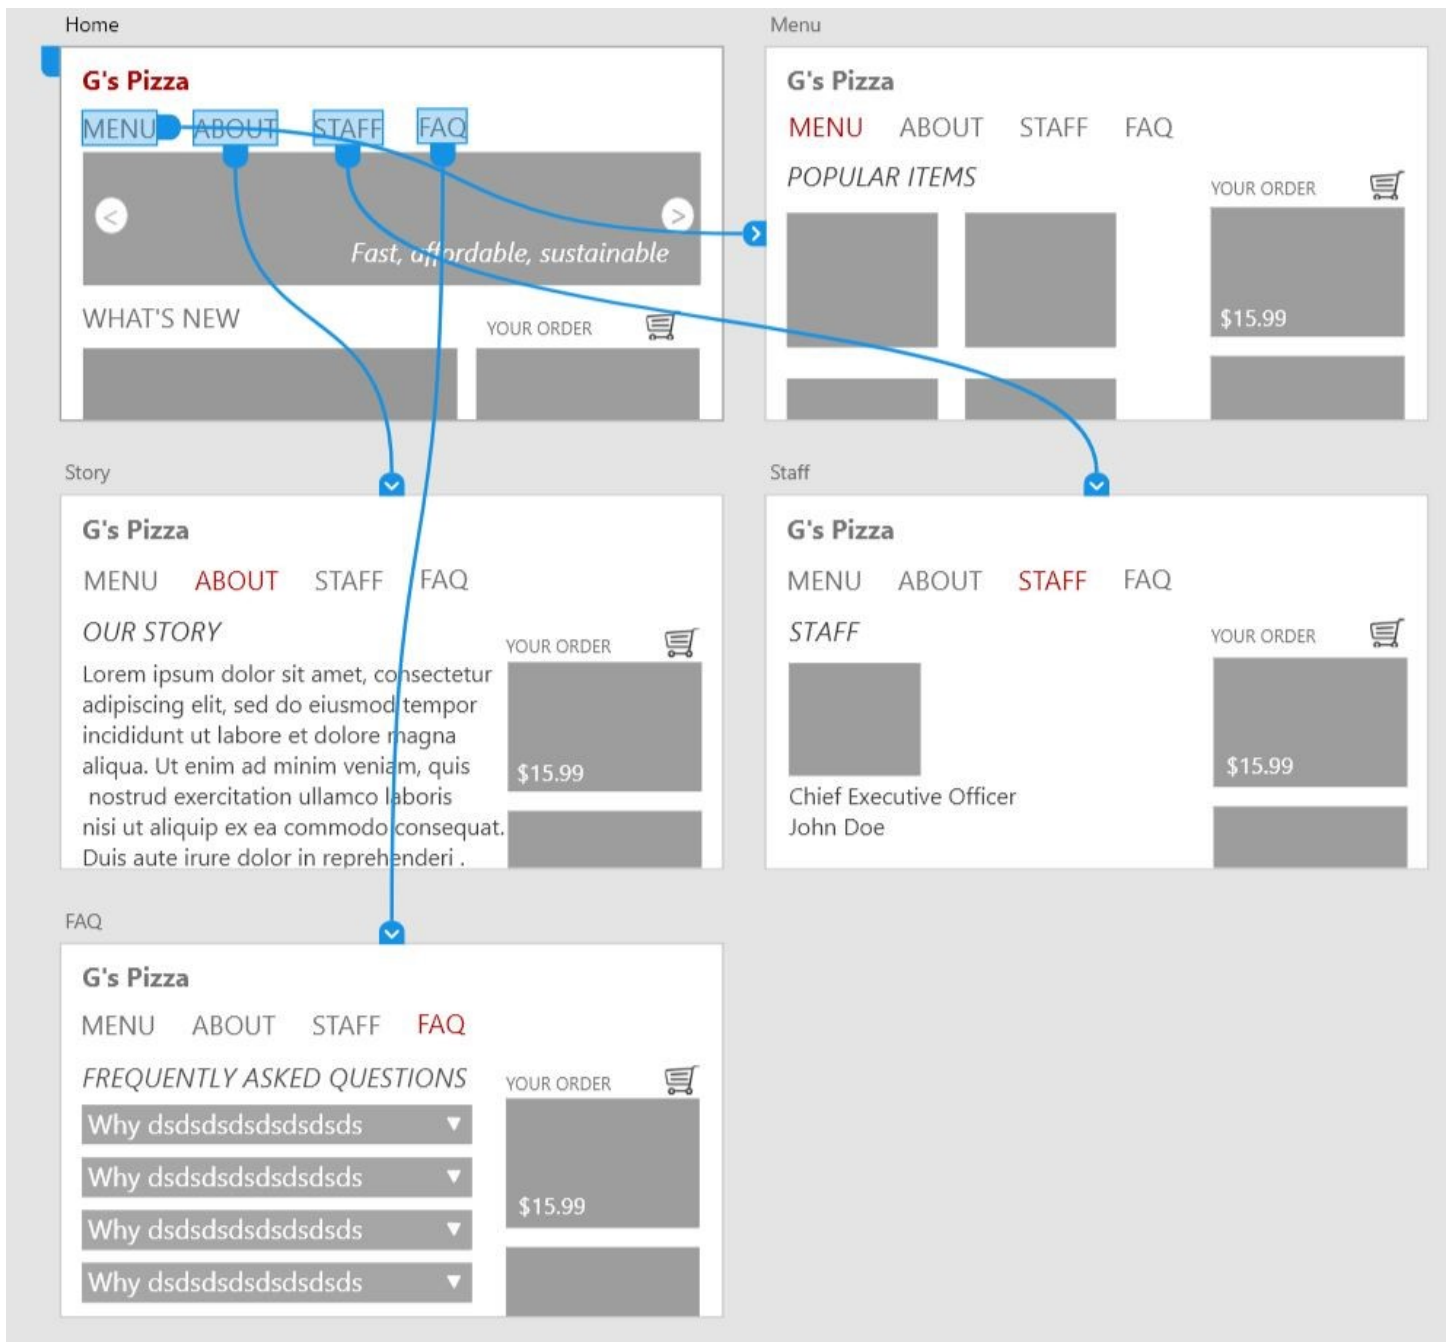 Home
G's Pizza
MENU ABOUT STAFF FAQ
< >
Fast, affordable, sustainable
WHAT'S NEW
YOUR ORDER
Menu
G's Pizza
MENU ABOUT STAFF FAQ
POPULAR ITEMS
YOUR ORDER
$15.99
Story
G's Pizza
MENU ABOUT STAFF FAQ
OUR STORY
Lorem ipsum dolor sit amet, consectetur
adipiscing elit, sed do eiusmod tempor
incididunt ut labore et dolore magna
aliqua. Ut enim ad minim veniam, quis
nostrud exercitation ullamco laboris
nisi ut aliquip ex ea commodo consequat.
Duis aute irure dolor in reprehenderi .
YOUR ORDER
$15.99
Staff
G's Pizza
MENU ABOUT STAFF FAQ
STAFF
Chief Executive Officer
John Doe
YOUR ORDER
$15.99
FAQ
G's Pizza
MENU ABOUT STAFF FAQ
FREQUENTLY ASKED QUESTIONS
Why dsdsdsdsdsdsdsds
Why dsdsdsdsdsdsdsds
Why dsdsdsdsdsdsdsds
Why dsdsdsdsdsdsdsds
YOUR ORDER
$15.99